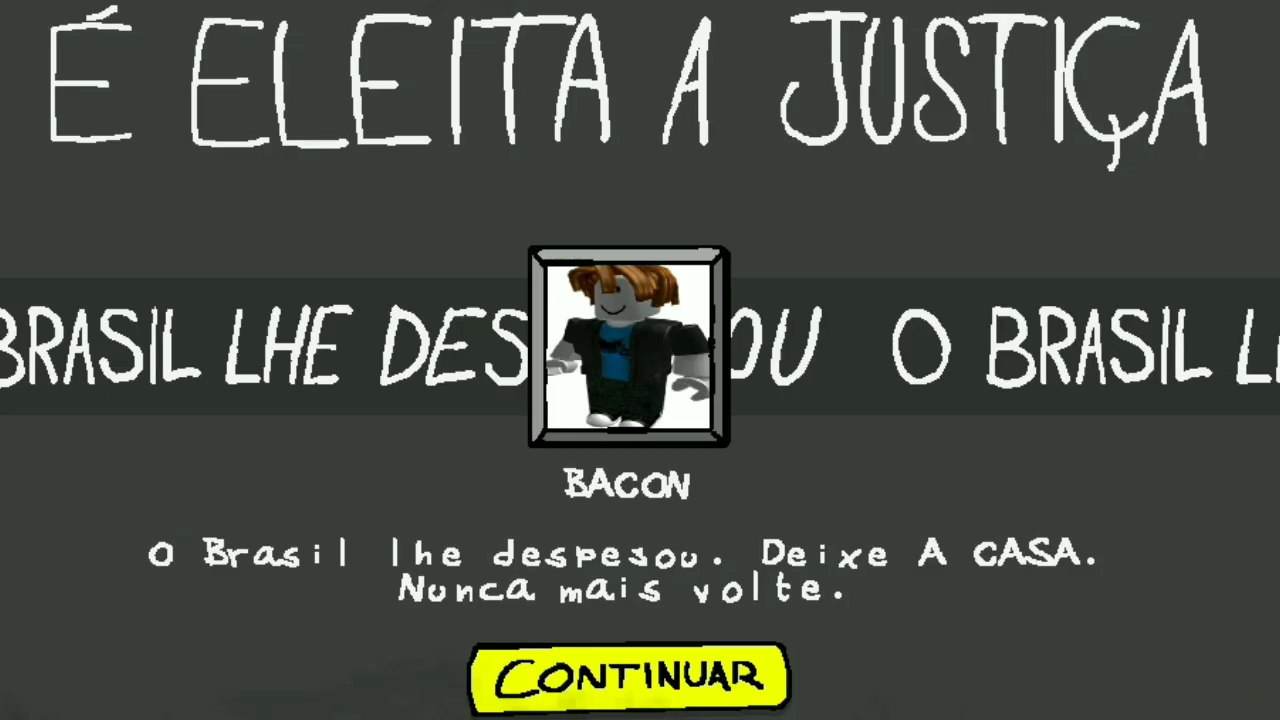 É ELEITA A JUSTIÇA
BRASIL LHE DES OU O BRASIL
BACON
O Brasil lhe despesou. Deixe A CASA.
Nunca mais volte.
CONTINUAR